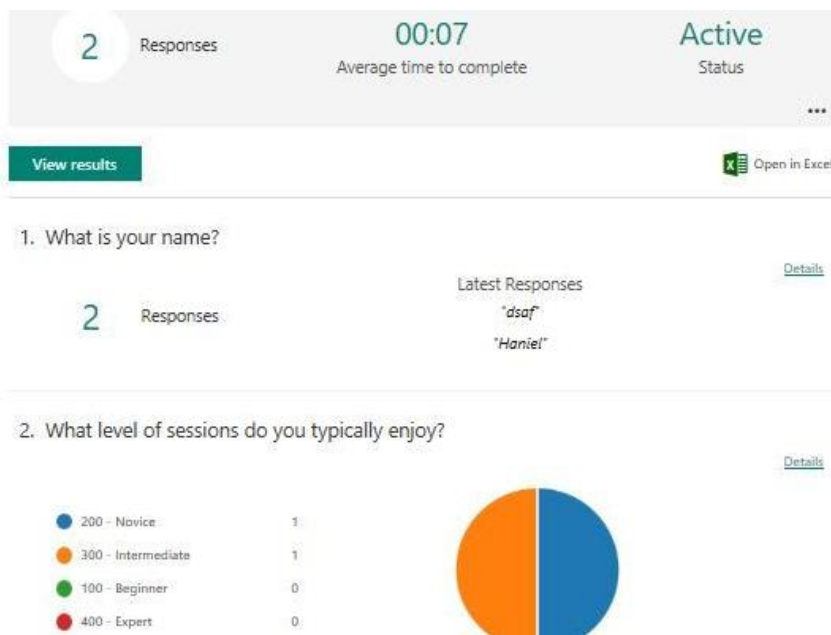 2 Responses
00:07
Average time to complete
Active
Status
...
View results
Open in Excel
1. What is your name?
Details
2 Responses
Latest Responses
"dsaf"
"Haniel"
2. What level of sessions do you typically enjoy?
Details
200 - Novice 1
300 - Intermediate 1
100 - Beginner 0
400 - Expert 0